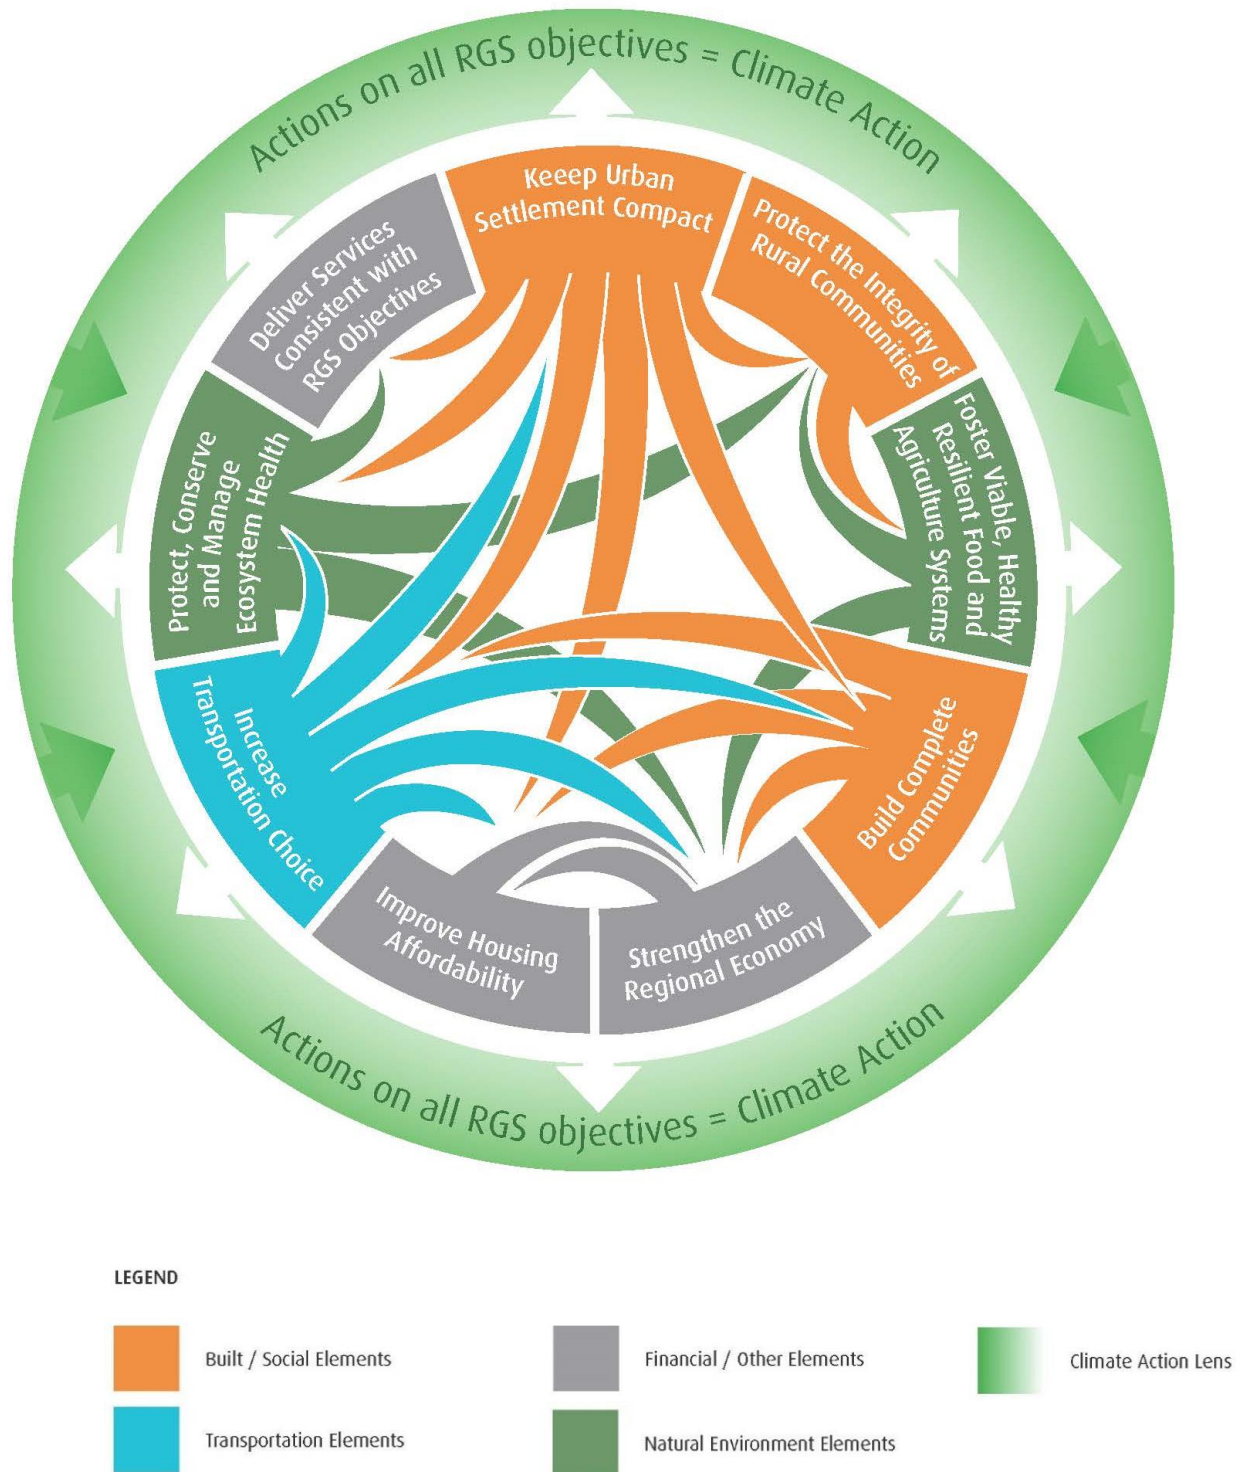 Actions on all RGS objectives = Climate Action
Keeep Urban
Settlement Compact
Protect the Integrity of
Rural Communities
Foster Viable, Healthy
Resilient Food and
Agriculture Systems
Build Complete
Communities
Strengthen the
Regional Economy
Improve Housing
Affordability
Increase
Transportation Choice
Protect, Conserve
and Manage
Ecosystem Health
Deliver Services
Consistent with
RGS Objectives
Actions on all RGS objectives = Climate Action
LEGEND
Built / Social Elements
Financial / Other Elements
Climate Action Lens
Transportation Elements
Natural Environment Elements